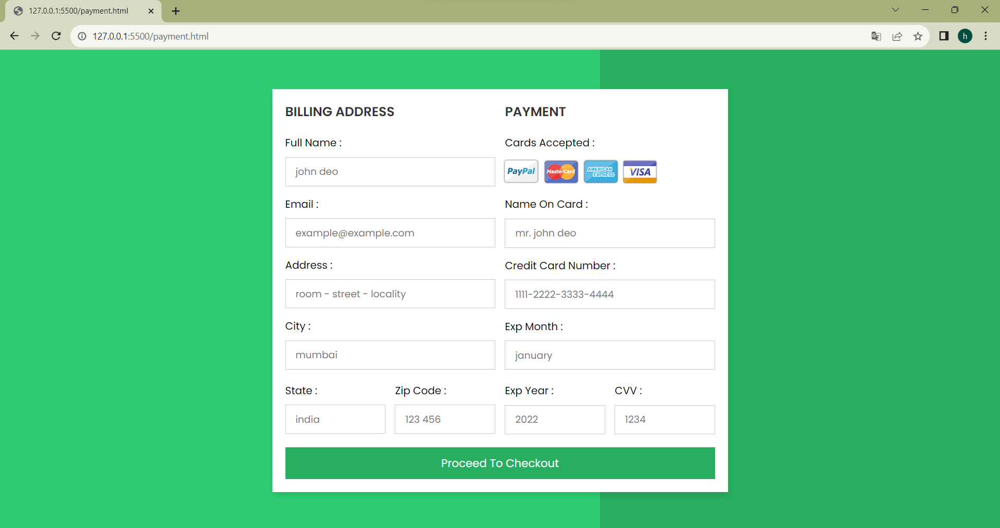 127.0.0.1:5500/payment.html
127.0.0.1:5500/payment.html
h
BILLING ADDRESS
Full Name :
john deo
Email :
example@example.com
Address :
room - street - locality
City :
mumbai
State :
india
Zip Code :
123 456
PAYMENT
Cards Accepted :
PayPal
MasterCard
AMERICAN
EXPRESS
VISA
Name On Card :
mr. john deo
Credit Card Number :
1111-2222-3333-4444
Exp Month :
january
Exp Year :
2022
CVV :
1234
Proceed To Checkout